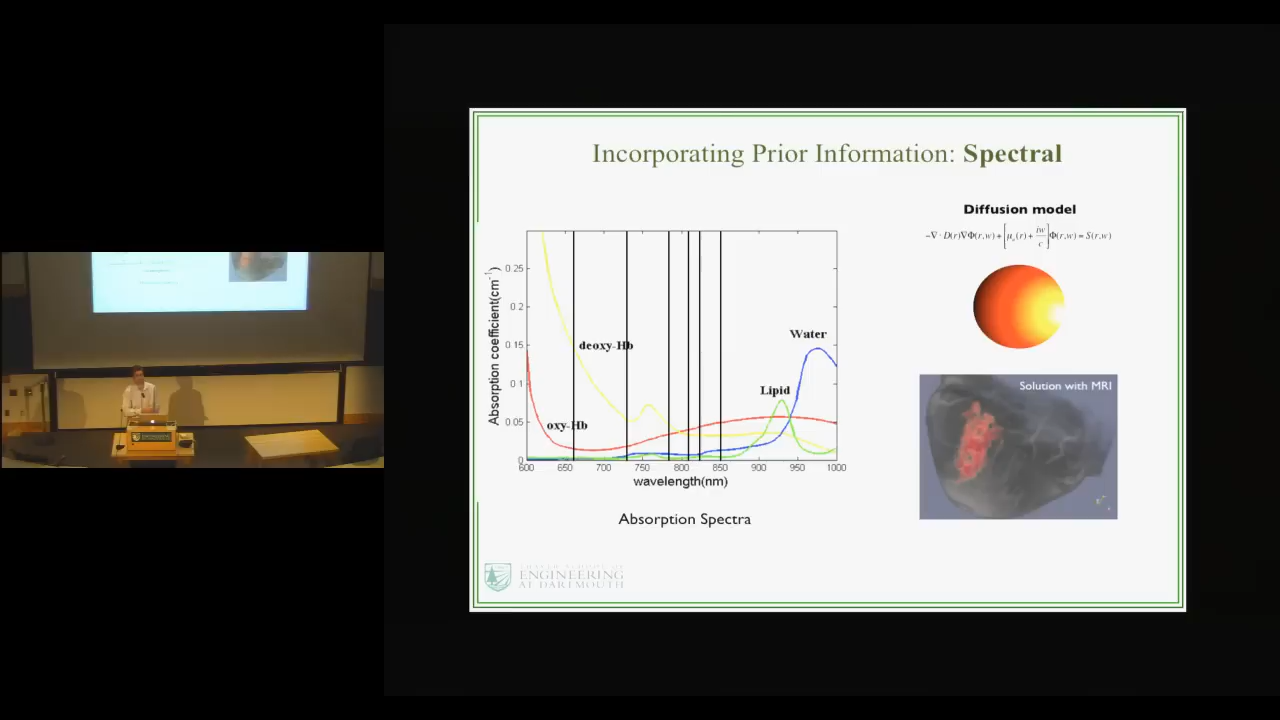 Incorporating Prior Information: Spectral
Diffusion model
−∇·D(r)∇Φ(r,w)+[μₐ(r)+iw/c]Φ(r,w)=S(r,w)
Absorption coefficient(cm⁻¹)
0.25
0.2
0.15
0.1
0.05
0
deoxy-Hb
oxy-Hb
Water
Lipid
600 650 700 750 800 850 900 950 1000
wavelength(nm)
Absorption Spectra
Solution with MRI
ENGINEERING
AT DARTMOUTH